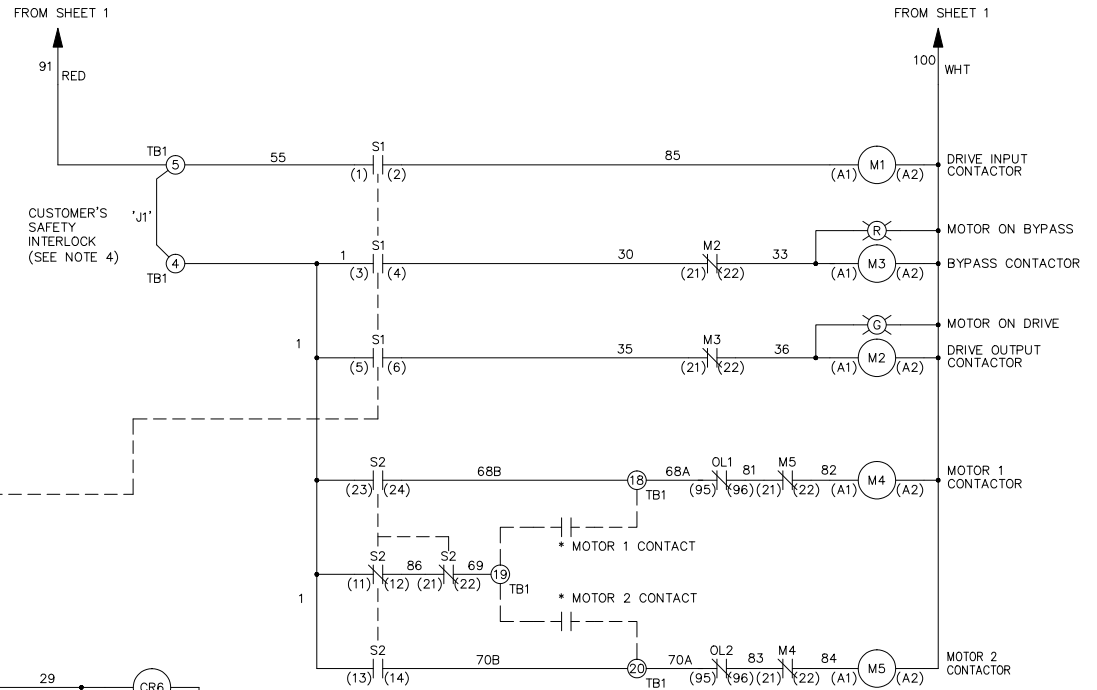 FROM SHEET 1
FROM SHEET 1
91
RED
100
WHT
TB1
5
55
S1
(1)
(2)
85
M1
(A1)
(A2)
DRIVE INPUT
CONTACTOR
CUSTOMER'S
SAFETY
INTERLOCK
(SEE NOTE 4)
'J1'
R
MOTOR ON BYPASS
4
TB1
1
S1
(3)
(4)
30
M2
(21)
(22)
33
M3
(A1)
(A2)
BYPASS CONTACTOR
G
MOTOR ON DRIVE
1
S1
(5)
(6)
35
M3
(21)
(22)
36
M2
(A1)
(A2)
DRIVE OUTPUT
CONTACTOR
S2
(23)
(24)
68B
18
TB1
68A
OL1
(95)
(96)
81
M5
(21)
(22)
82
M4
(A1)
(A2)
MOTOR 1
CONTACTOR
* MOTOR 1 CONTACT
S2
(11)
(12)
86
S2
(21)
(22)
69
19
TB1
1
* MOTOR 2 CONTACT
S2
(13)
(14)
70B
20
TB1
70A
OL2
(95)
(96)
83
M4
(21)
(22)
84
M5
(A1)
(A2)
MOTOR 2
CONTACTOR
29
CR6